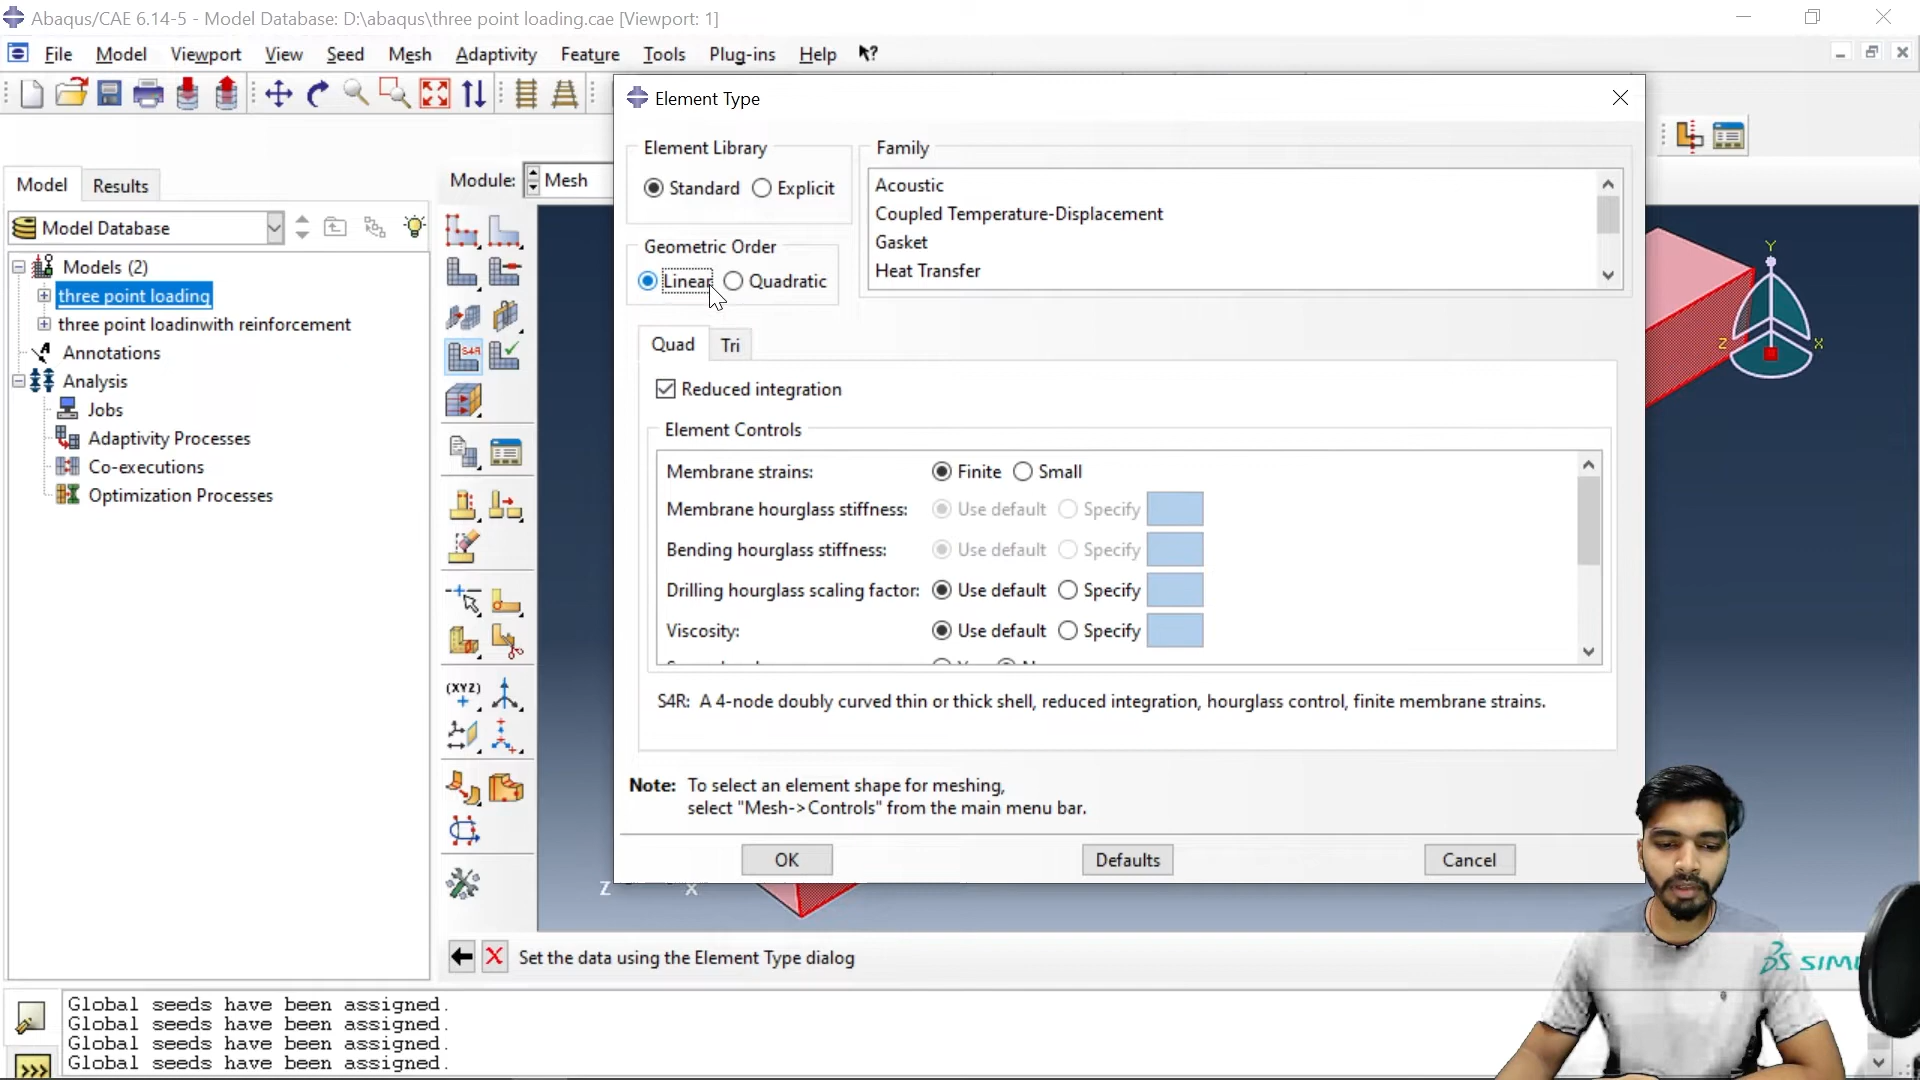 Abaqus/CAE 6.14-5 - Model Database: D:\abaqus\three point loading.cae [Viewport: 1]
File Model Viewport View Seed Mesh Adaptivity Feature Tools Plug-ins Help
Element Type
Element Library
Standard Explicit
Family
Acoustic
Coupled Temperature-Displacement
Gasket
Heat Transfer
Geometric Order
Linear Quadratic
Model Results
Module: Mesh
Model Database
Models (2)
three point loading
three point loadinwith reinforcement
Annotations
Analysis
Jobs
Adaptivity Processes
Co-executions
Optimization Processes
S4R
(XYZ)
Quad Tri
Reduced integration
Element Controls
Membrane strains: Finite Small
Membrane hourglass stiffness: Use default Specify
Bending hourglass stiffness: Use default Specify
Drilling hourglass scaling factor: Use default Specify
Viscosity: Use default Specify
S4R: A 4-node doubly curved thin or thick shell, reduced integration, hourglass control, finite membrane strains.
Note: To select an element shape for meshing,
select "Mesh->Controls" from the main menu bar.
OK Defaults Cancel
Y
Z X
Z X
Set the data using the Element Type dialog
Global seeds have been assigned.
Global seeds have been assigned.
Global seeds have been assigned.
Global seeds have been assigned.
>>>